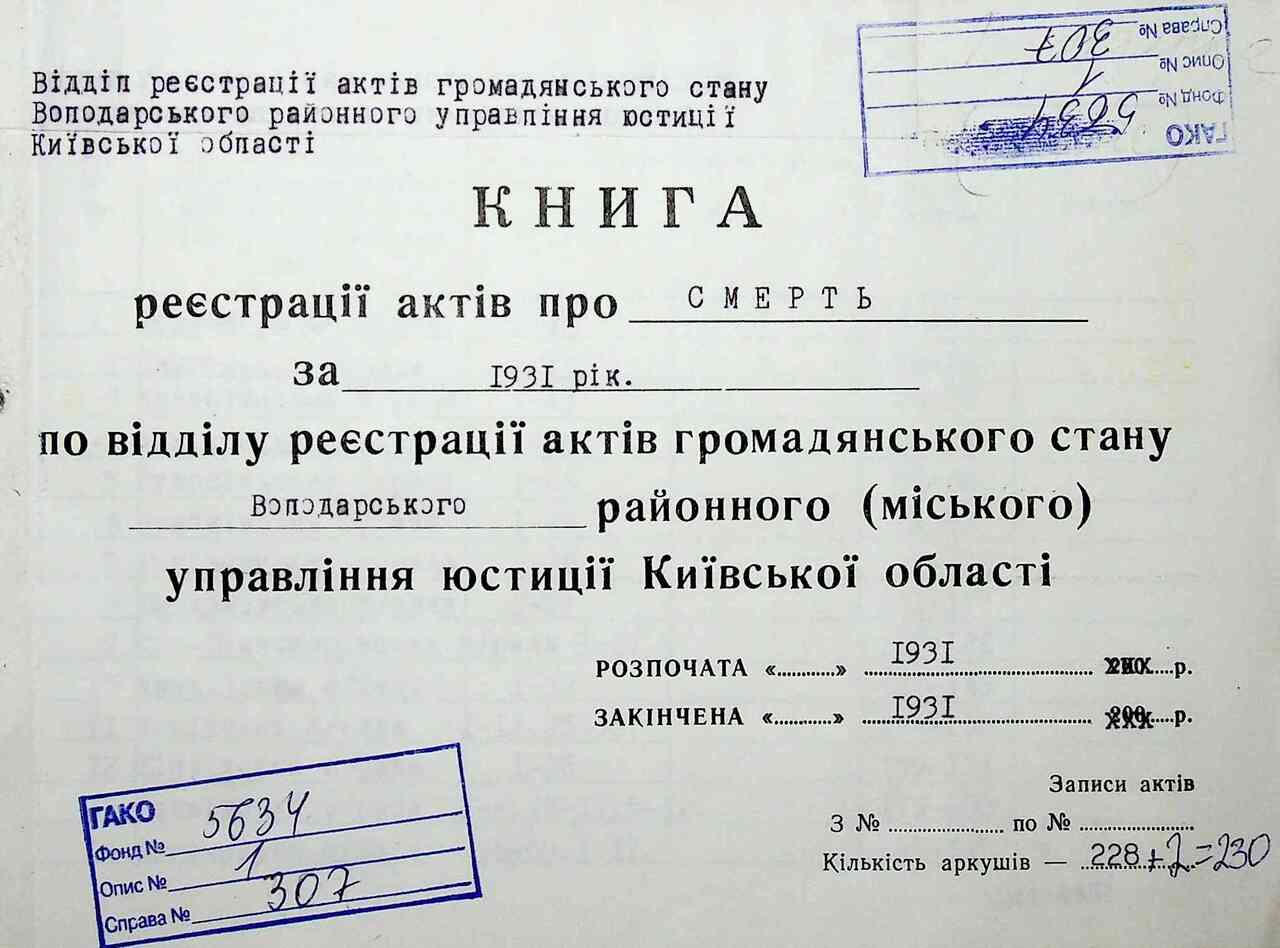 Відділ реєстрації актів громадянського стану
Володарського районного управління юстиції
Київської області
ГАКО
Фонд № 5634
Опис № 1
Справа № 307
КНИГА
реєстрації актів про СМЕРТЬ
за 1931 рік.
по відділу реєстрації актів громадянського стану
Володарського районного (міського)
управління юстиції Київської області
РОЗПОЧАТА «...........» 1931 р.
ЗАКІНЧЕНА «...........» 1931 200 р.
Записи актів
З № ...................... по № ......................
Кількість аркушів — 228+2=230
ГАКО
Фонд № 5634
Опис № 1
Справа № 307